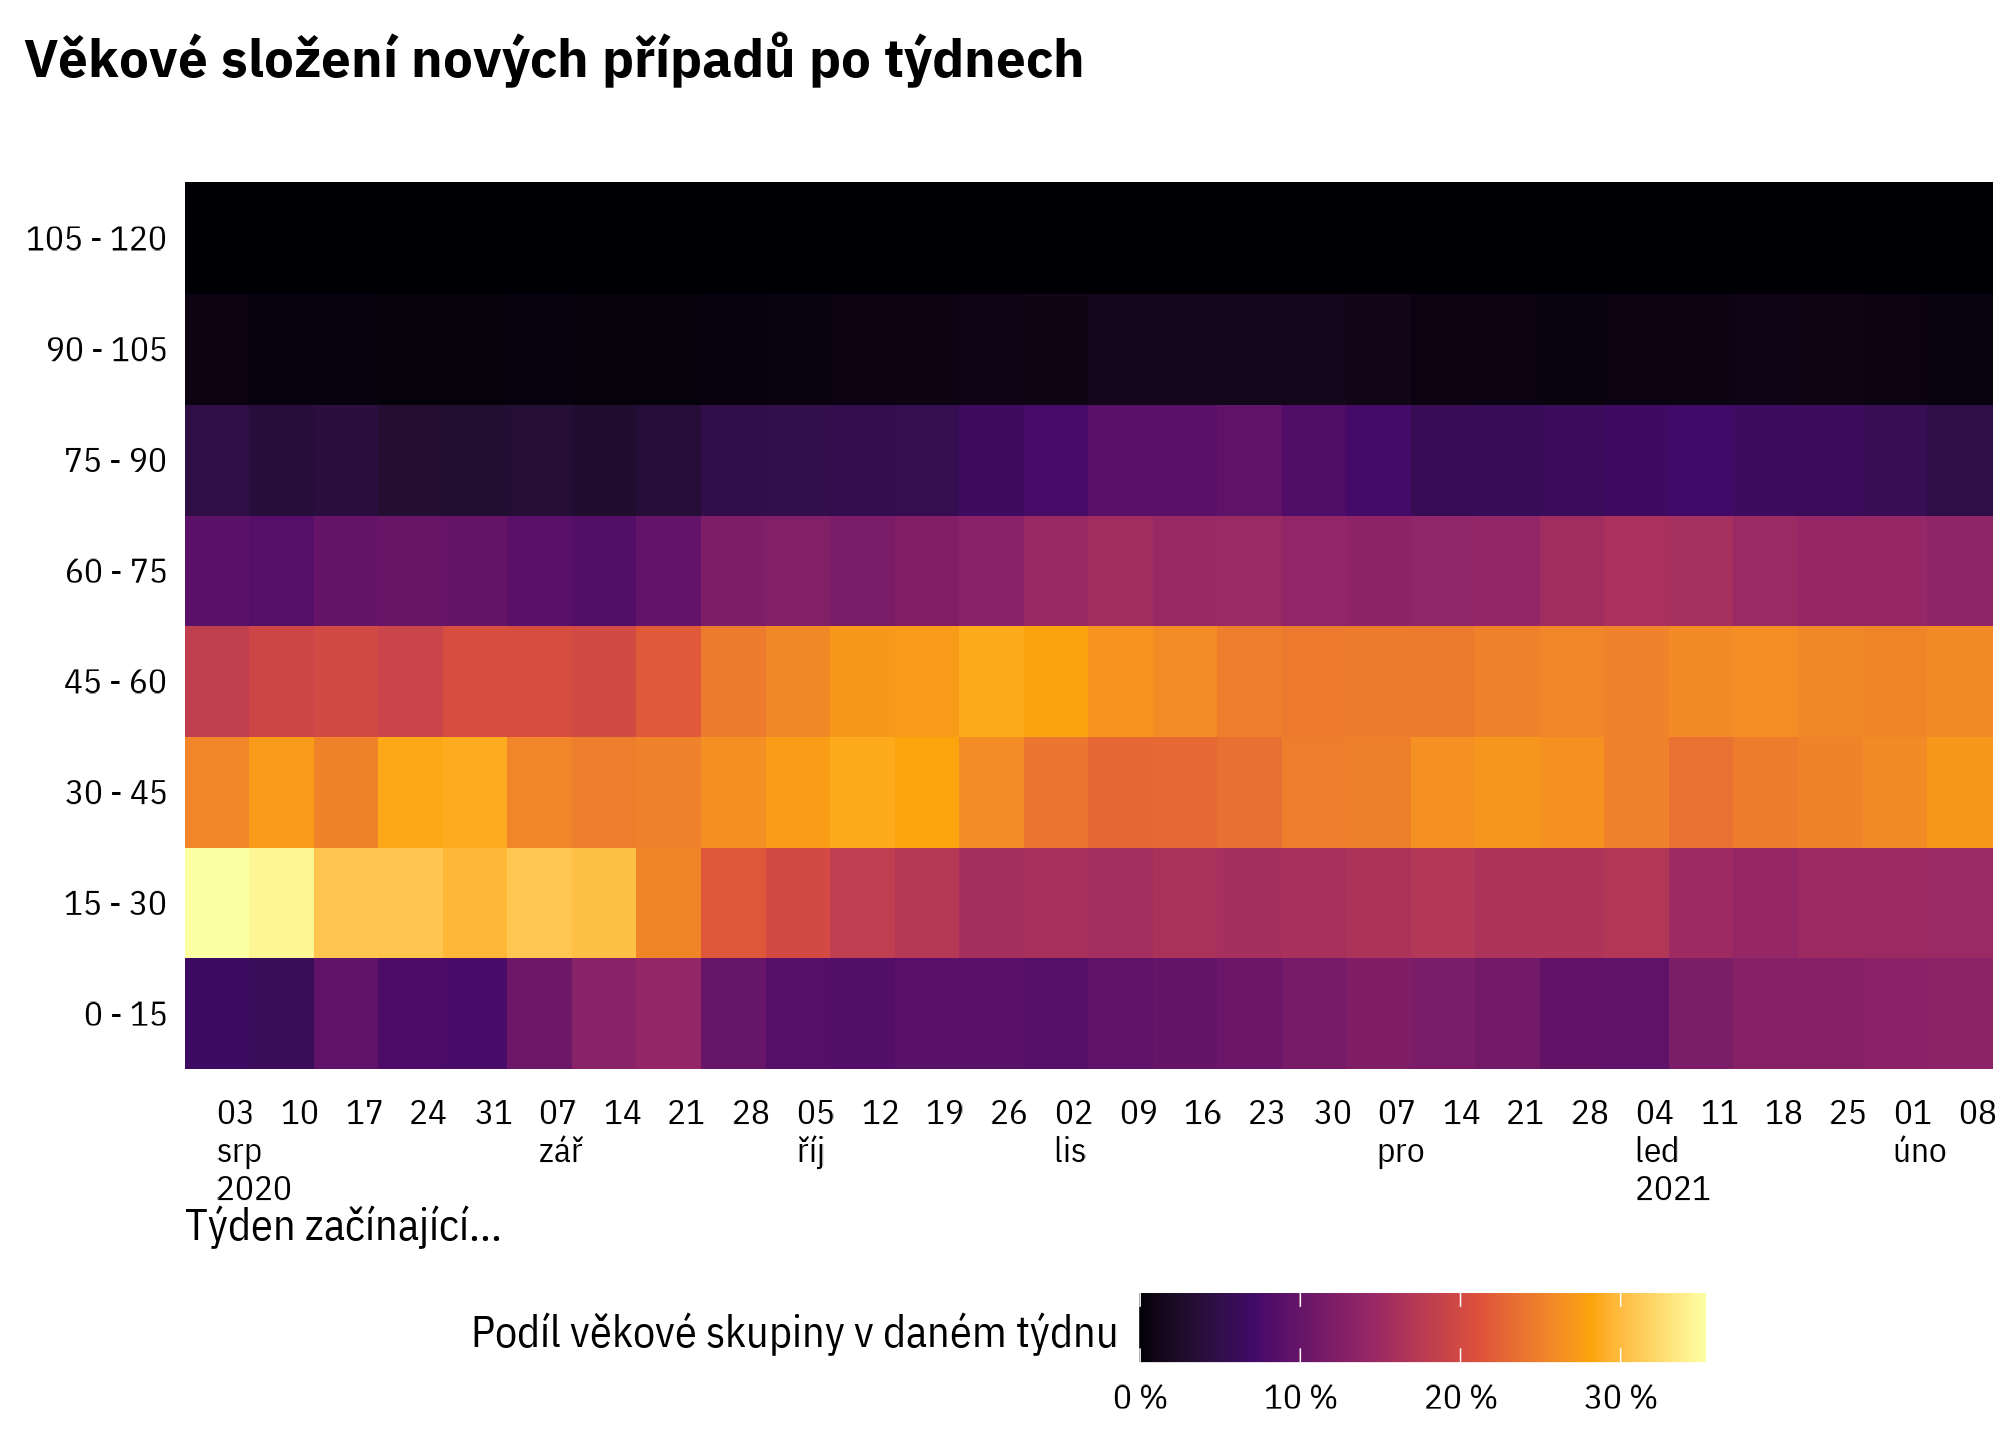 Věkové složení nových případů po týdnech
105 - 120
90 - 105
75 - 90
60 - 75
45 - 60
30 - 45
15 - 30
0 - 15
03 10 17 24 31 07 14 21 28 05 12 19 26 02 09 16 23 30 07 14 21 28 04 11 18 25 01 08
srp zář říj lis pro led úno
2020 2021
Týden začínající...
Podíl věkové skupiny v daném týdnu
0 % 10 % 20 % 30 %